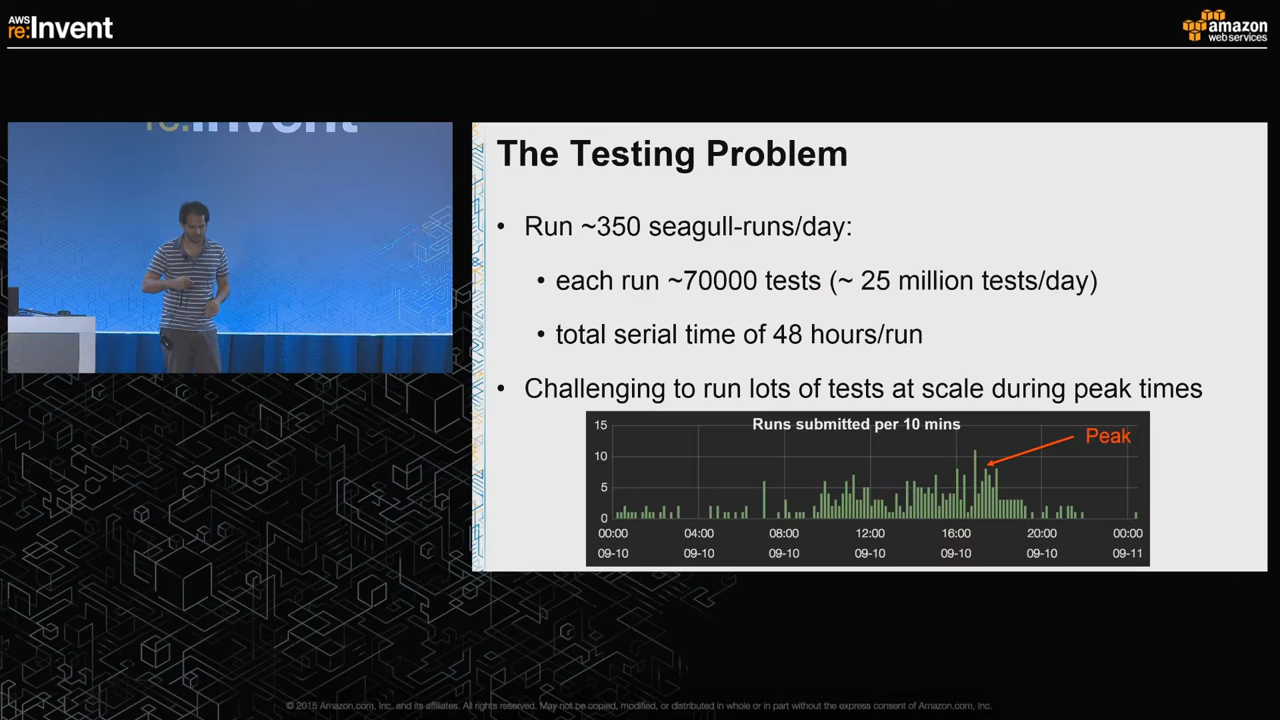 AWS
re:Invent
amazon
web services
re:Invent
The Testing Problem
• Run ~350 seagull-runs/day:
• each run ~70000 tests (~ 25 million tests/day)
• total serial time of 48 hours/run
• Challenging to run lots of tests at scale during peak times
Runs submitted per 10 mins
Peak
15
10
5
0
00:00 04:00 08:00 12:00 16:00 20:00 00:00
09-10 09-10 09-10 09-10 09-10 09-10 09-11
© 2015 Amazon.com, Inc. and its affiliates. All rights reserved. May not be copied, modified, or distributed in whole or in part without the express consent of Amazon.com, Inc.